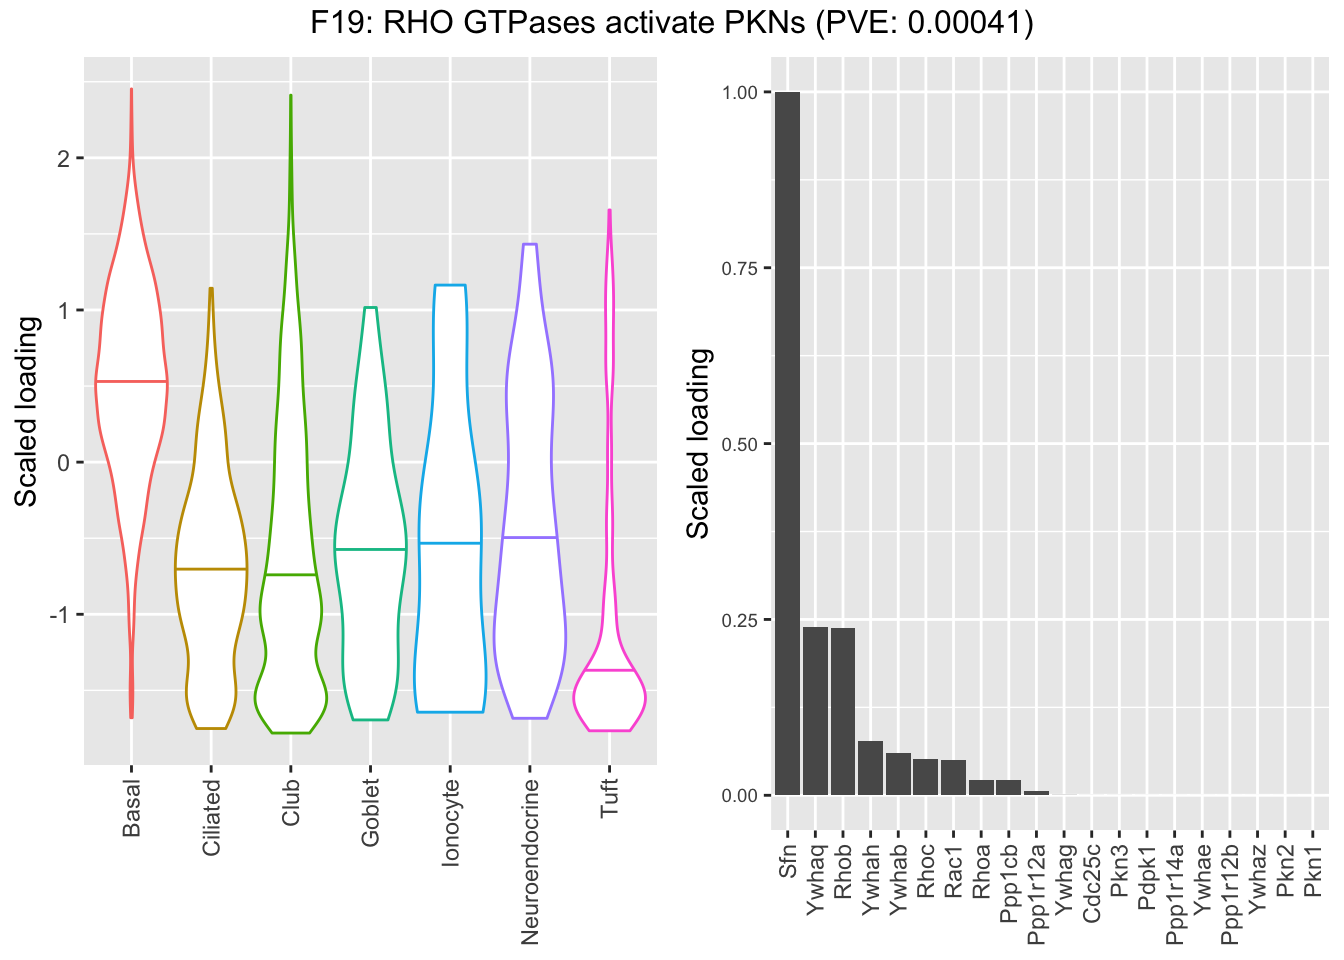 F19: RHO GTPases activate PKNs (PVE: 0.00041)
Scaled loading
2
1
0
-1
Basal
Ciliated
Club
Goblet
Ionocyte
Neuroendocrine
Tuft
Scaled loading
1.00
0.75
0.50
0.25
0.00
Sfn
Ywhaq
Rhob
Ywhah
Ywhab
Rhoc
Rac1
Rhoa
Ppp1cb
Ppp1r12a
Ywhag
Cdc25c
Pkn3
Pdpk1
Ppp1r14a
Ywhae
Ppp1r12b
Ywhaz
Pkn2
Pkn1